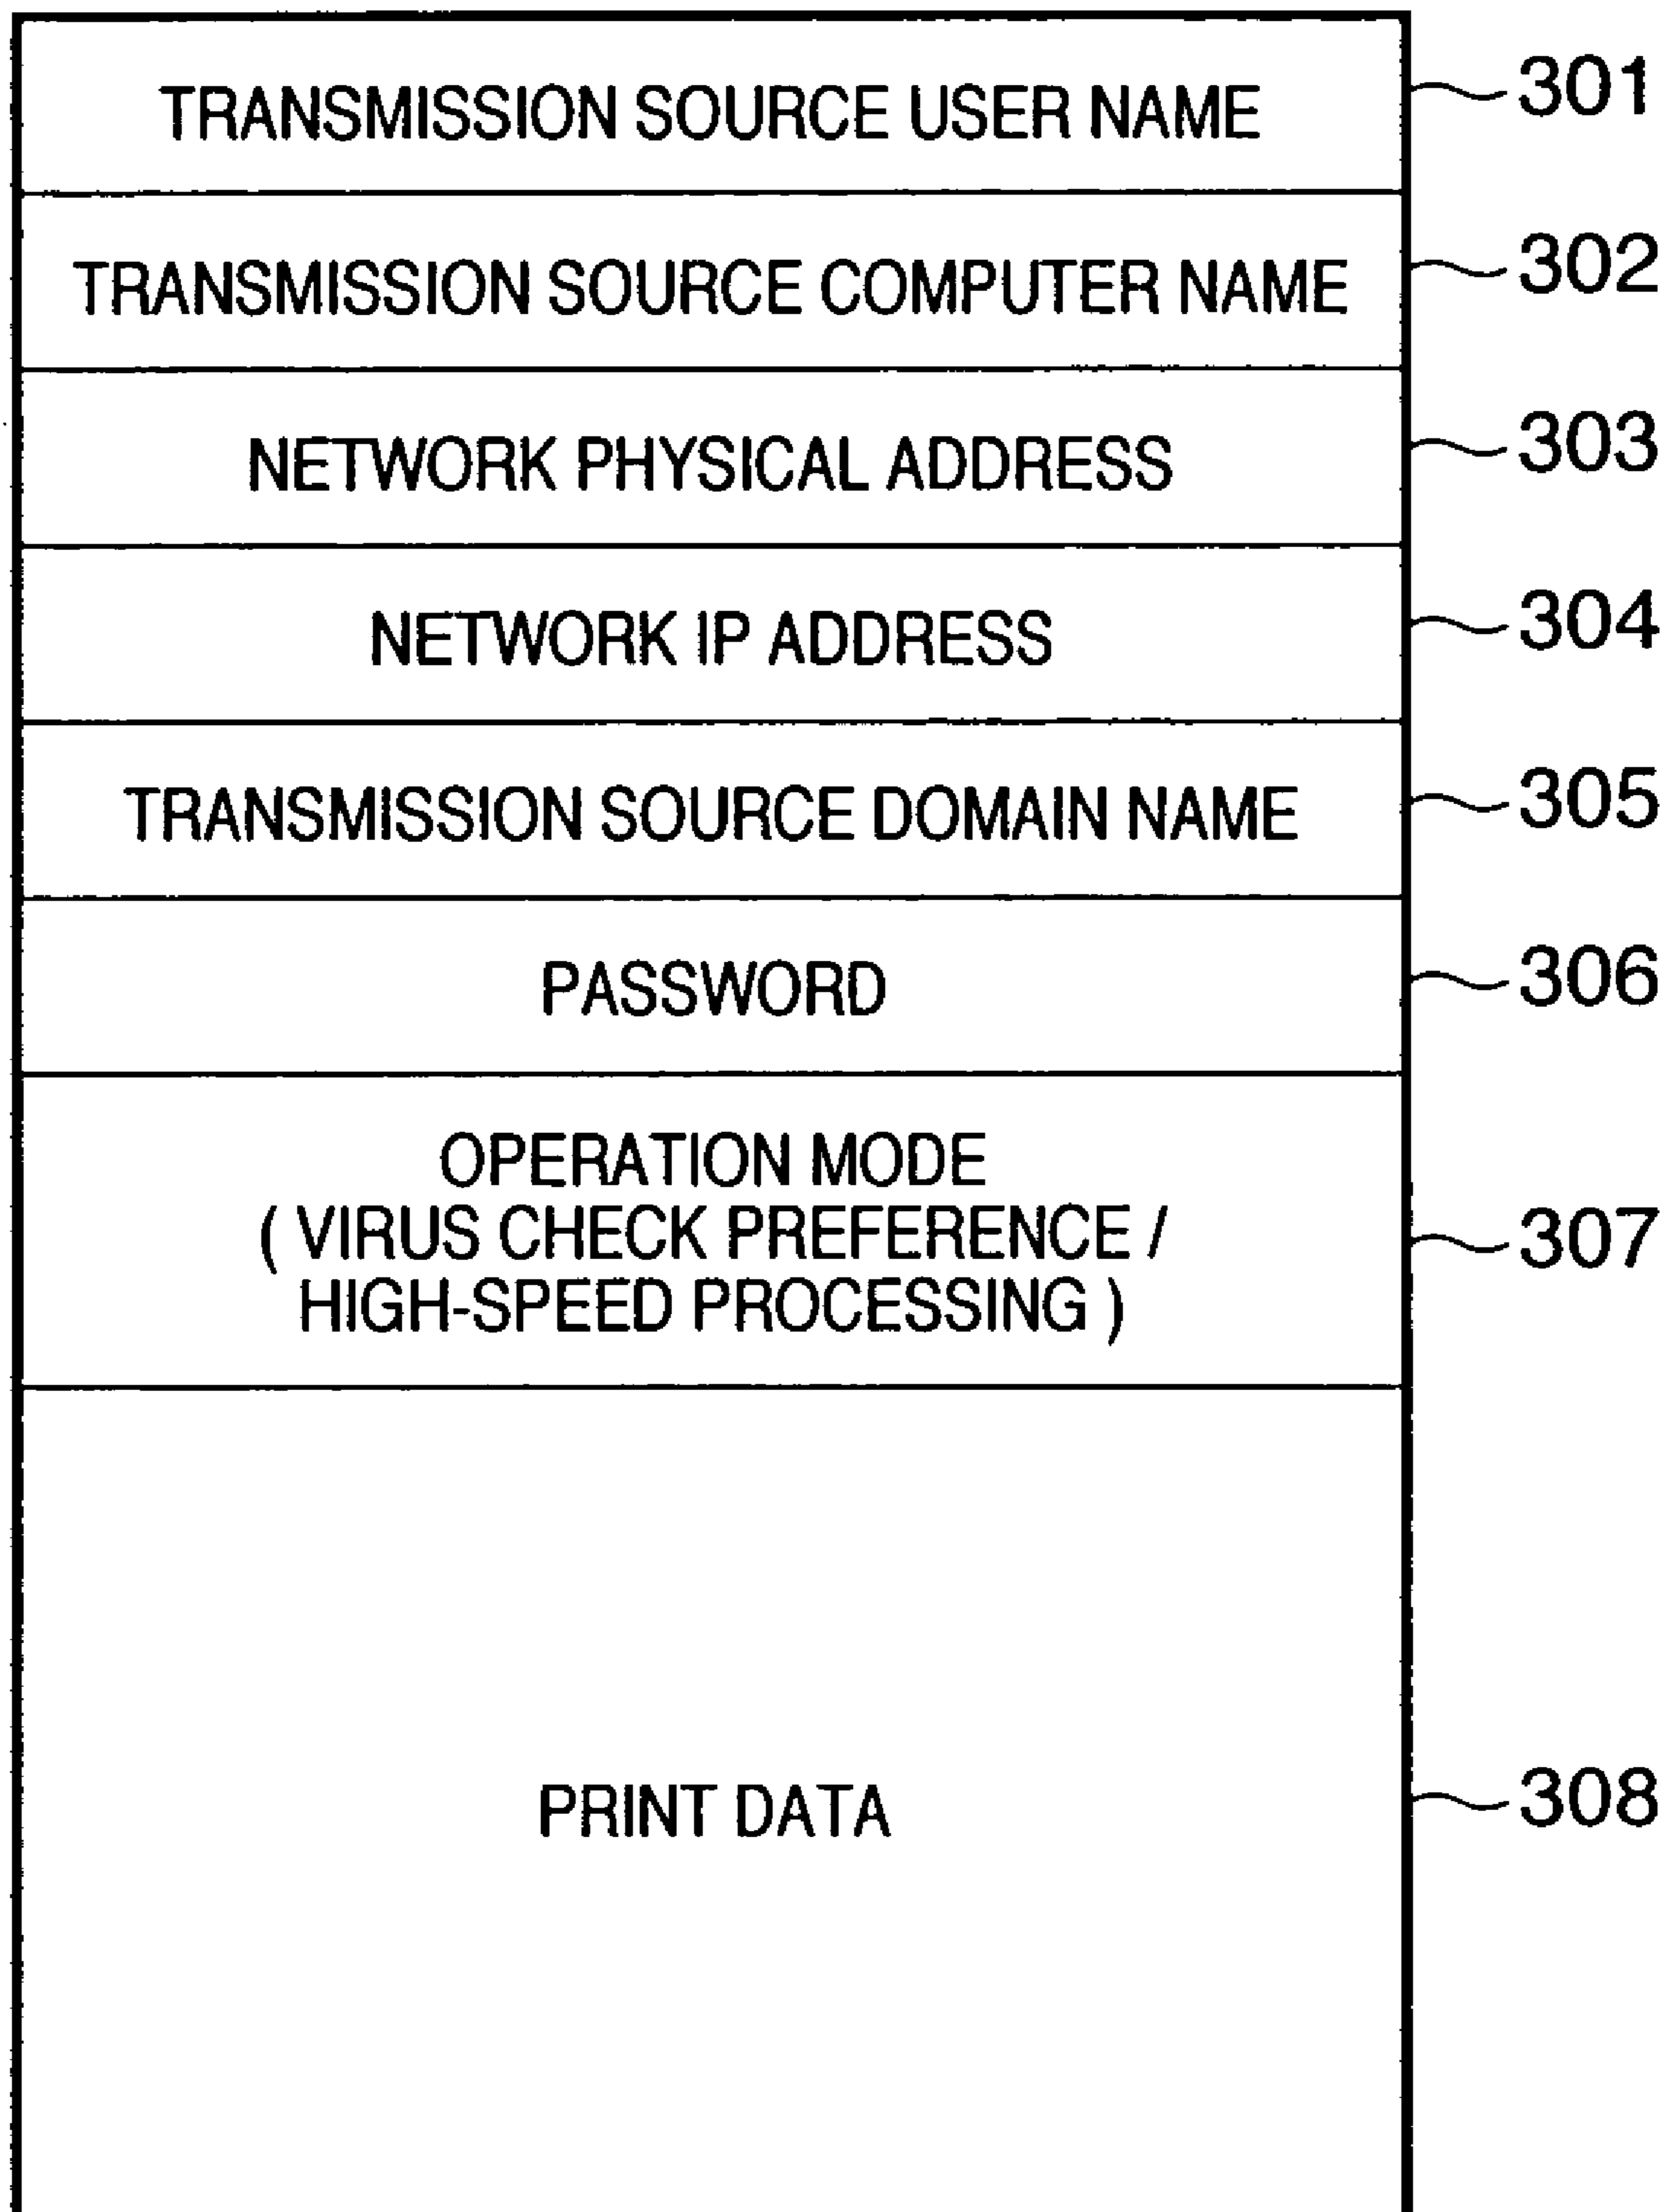 TRANSMISSION SOURCE USER NAME 301
TRANSMISSION SOURCE COMPUTER NAME 302
NETWORK PHYSICAL ADDRESS 303
NETWORK IP ADDRESS 304
TRANSMISSION SOURCE DOMAIN NAME 305
PASSWORD 306
OPERATION MODE
( VIRUS CHECK PREFERENCE / 307
HIGH-SPEED PROCESSING )
PRINT DATA 308